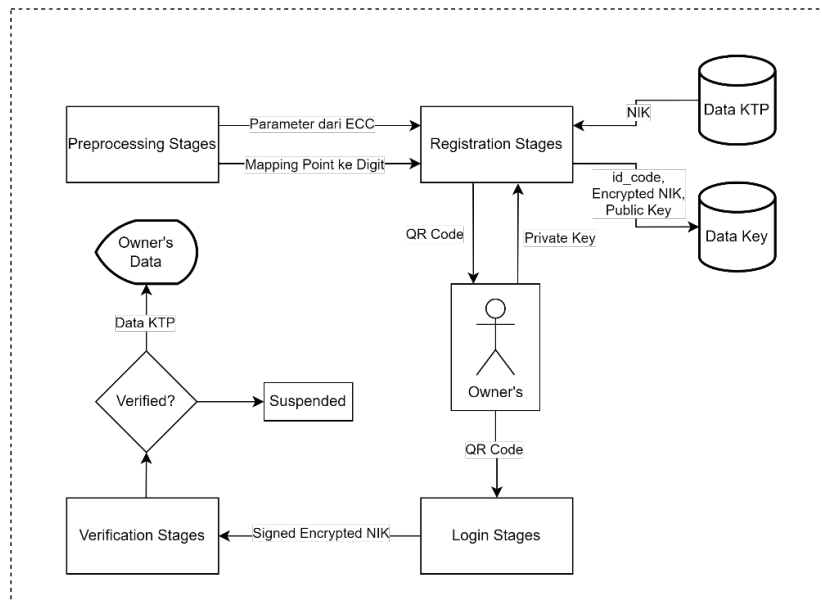 Preprocessing Stages
Parameter dari ECC
Mapping Point ke Digit
Registration Stages
NIK
Data KTP
id_code,
Encrypted NIK,
Public Key
Data Key
QR Code
Private Key
Owner's
Data
Data KTP
Verified?
Suspended
Owner's
QR Code
Verification Stages
Signed Encrypted NIK
Login Stages